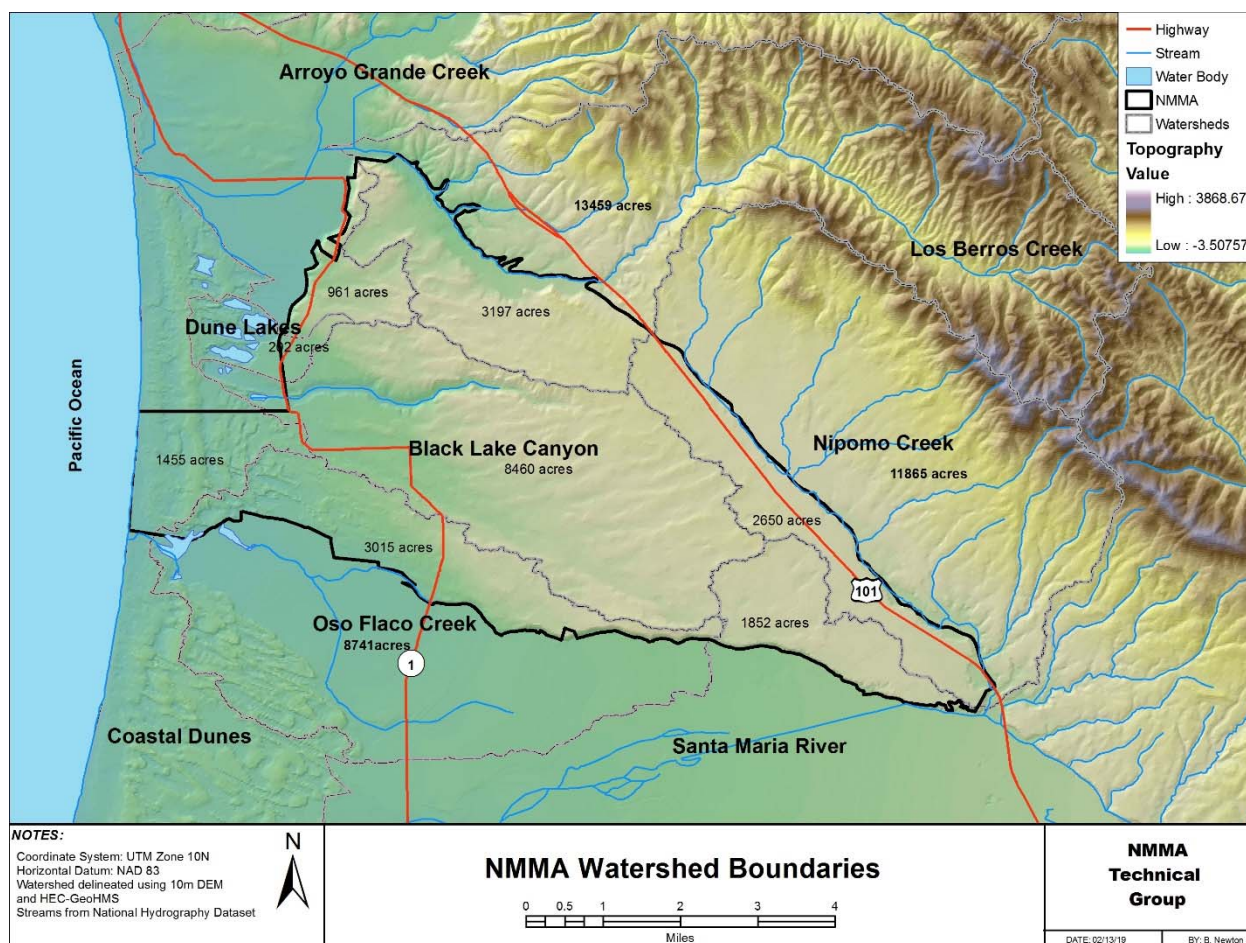 Highway
Stream
Water Body
NMMA
Watersheds
Topography
Value
High : 3868.67
Low : -3.50757
Arroyo Grande Creek
13459 acres
Los Berros Creek
961 acres
3197 acres
Dune Lakes
202 acres
Pacific Ocean
Black Lake Canyon
8460 acres
Nipomo Creek
11865 acres
1455 acres
2650 acres
3015 acres
101
Oso Flaco Creek
8741acres
1852 acres
1
Coastal Dunes
Santa Maria River
NOTES:
Coordinate System: UTM Zone 10N
Horizontal Datum: NAD 83
Watershed delineated using 10m DEM
and HEC-GeoHMS
Streams from National Hydrography Dataset
N
NMMA Watershed Boundaries
0 0.5 1 2 3 4
Miles
NMMA
Technical
Group
DATE: 02/13/19
BY: B. Newton